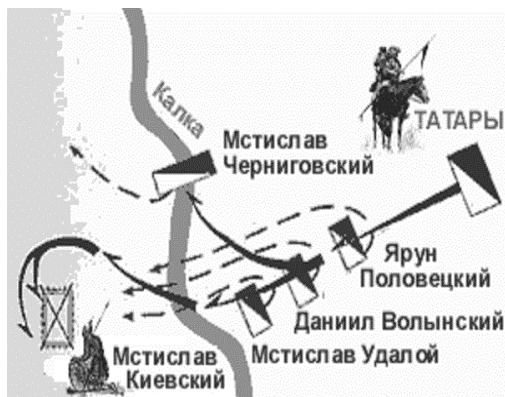 Калка
ТАТАРЫ
Мстислав
Черниговский
Ярун
Половецкий
Даниил Волынский
Мстислав Удалой
Мстислав
Киевский